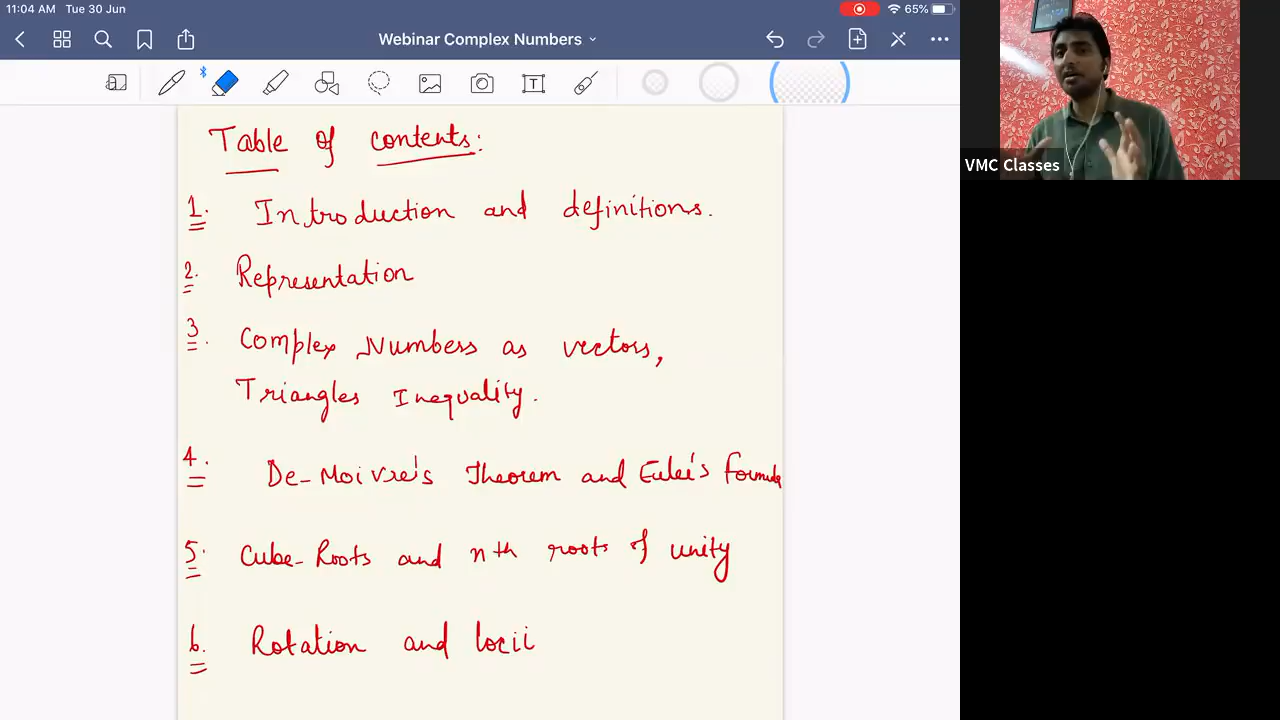 11:04 AM Tue 30 Jun
65%
Webinar Complex Numbers
T
VMC Classes
Table of contents:
1. Introduction and definitions.
2. Representation
3. Complex Numbers as vectors,
Triangles Inequality.
4. De-Moivre's Theorem and Euler's formula
5. Cube-Roots and nth roots of unity
6. Rotation and locii